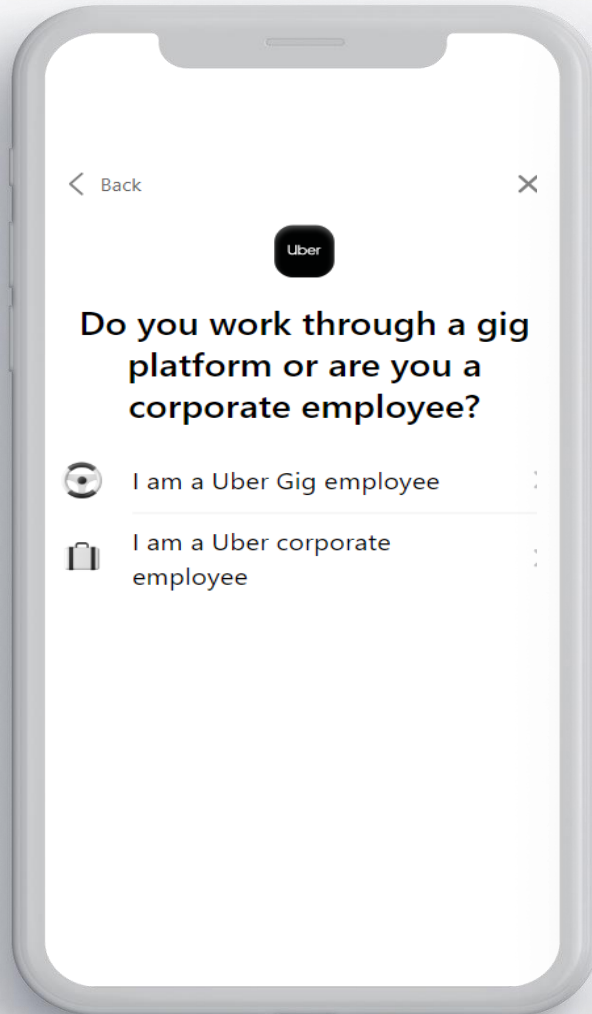 Back
Uber
Do you work through a gig
platform or are you a
corporate employee?
I am a Uber Gig employee
I am a Uber corporate
employee